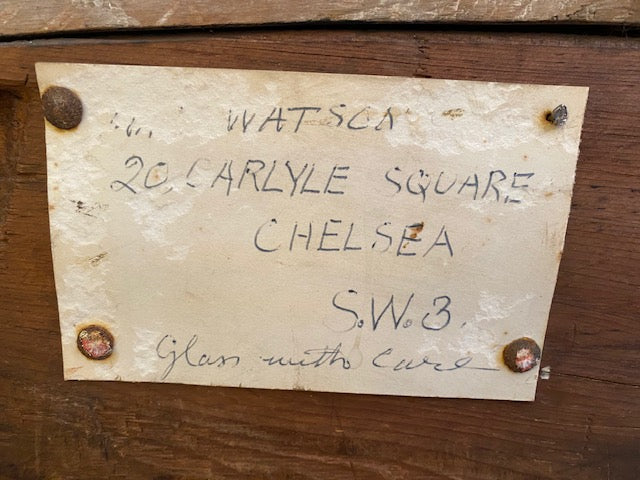 WATSON
20, CARLYLE SQUARE
CHELSEA
S.W.3.
Glass with care